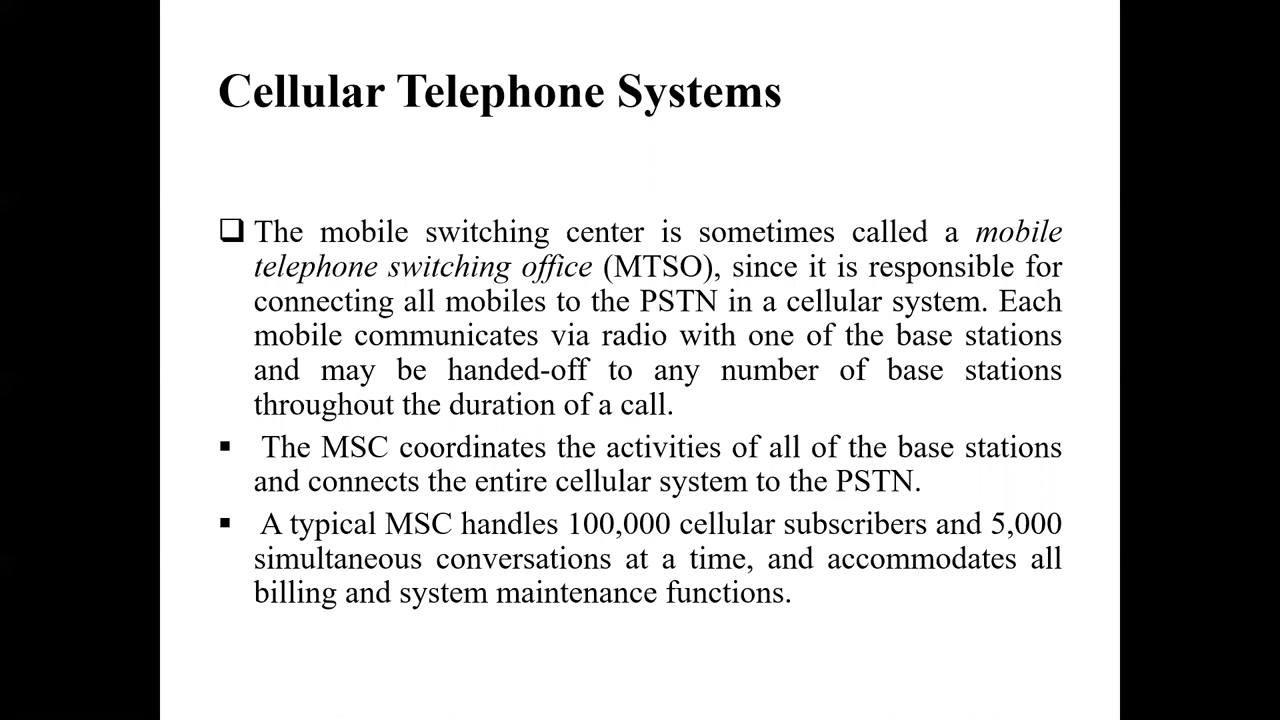 Cellular Telephone Systems
❑ The mobile switching center is sometimes called a mobile
telephone switching office (MTSO), since it is responsible for
connecting all mobiles to the PSTN in a cellular system. Each
mobile communicates via radio with one of the base stations
and may be handed-off to any number of base stations
throughout the duration of a call.
▪ The MSC coordinates the activities of all of the base stations
and connects the entire cellular system to the PSTN.
▪ A typical MSC handles 100,000 cellular subscribers and 5,000
simultaneous conversations at a time, and accommodates all
billing and system maintenance functions.